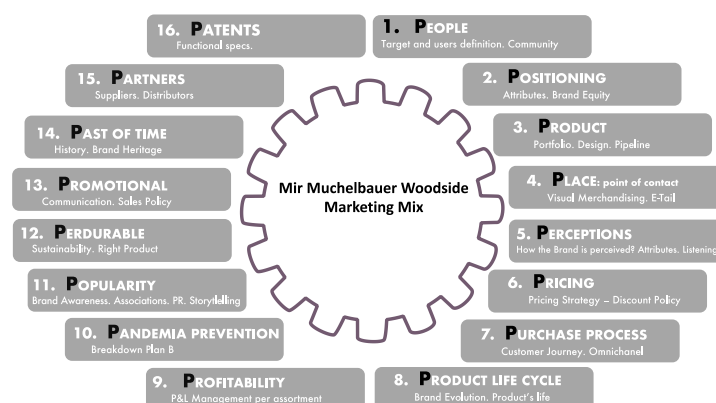 16. PATENTS
Functional specs.
1. PEOPLE
Target and users definition. Community
15. PARTNERS
Suppliers. Distributors
2. POSITIONING
Attributes. Brand Equity
14. PAST OF TIME
History. Brand Heritage
3. PRODUCT
Portfolio. Design. Pipeline
13. PROMOTIONAL
Communication. Sales Policy
Mir Muchelbauer Woodside
Marketing Mix
4. PLACE: point of contact
Visual Merchandising. E-Tail
12. PERDURABLE
Sustainability. Right Product
5. PERCEPTIONS
How the Brand is perceived? Attributes. Listening
11. POPULARITY
Brand Awareness. Associations. PR. Storytelling
6. PRICING
Pricing Strategy – Discount Policy
10. PANDEMIA PREVENTION
Breakdown Plan B
7. PURCHASE PROCESS
Customer Journey. Omnichanel
9. PROFITABILITY
P&L Management per assortment
8. PRODUCT LIFE CYCLE
Brand Evolution. Product's life